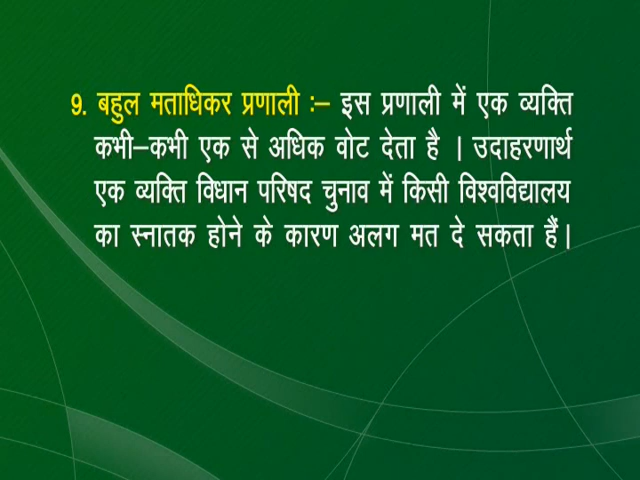 9. बहुल मताधिकर प्रणाली :– इस प्रणाली में एक व्यक्ति
कभी–कभी एक से अधिक वोट देता है । उदाहरणार्थ
एक व्यक्ति विधान परिषद चुनाव में किसी विश्वविद्यालय
का स्नातक होने के कारण अलग मत दे सकता हैं।